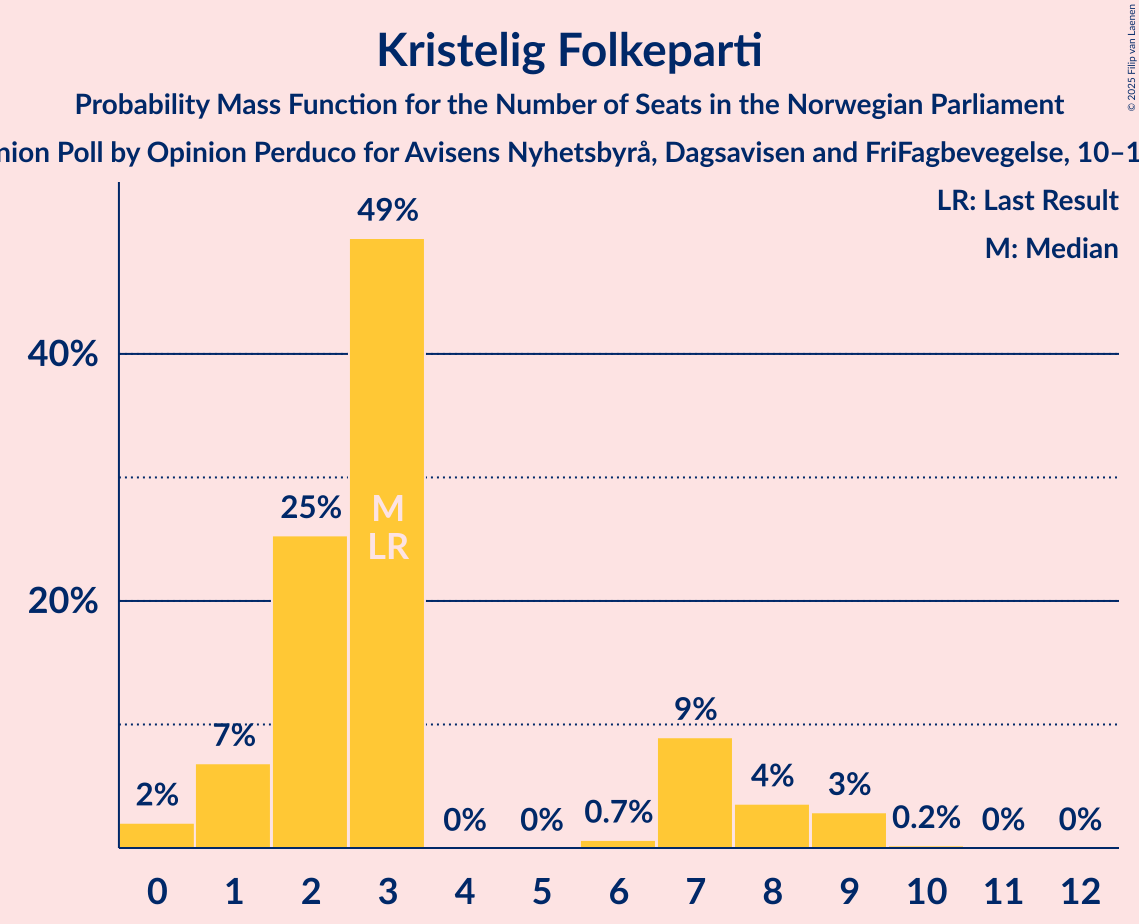 © 2025 Filip van Laenen
Kristelig Folkeparti
Probability Mass Function for the Number of Seats in the Norwegian Parliament
nion Poll by Opinion Perduco for Avisens Nyhetsbyrå, Dagsavisen and FriFagbevegelse, 10–1
LR: Last Result
M: Median
49%
40%
25%
M
LR
20%
9%
7%
4%
3%
2%
0%
0%
0.7%
0.2%
0%
0%
0 1 2 3 4 5 6 7 8 9 10 11 12